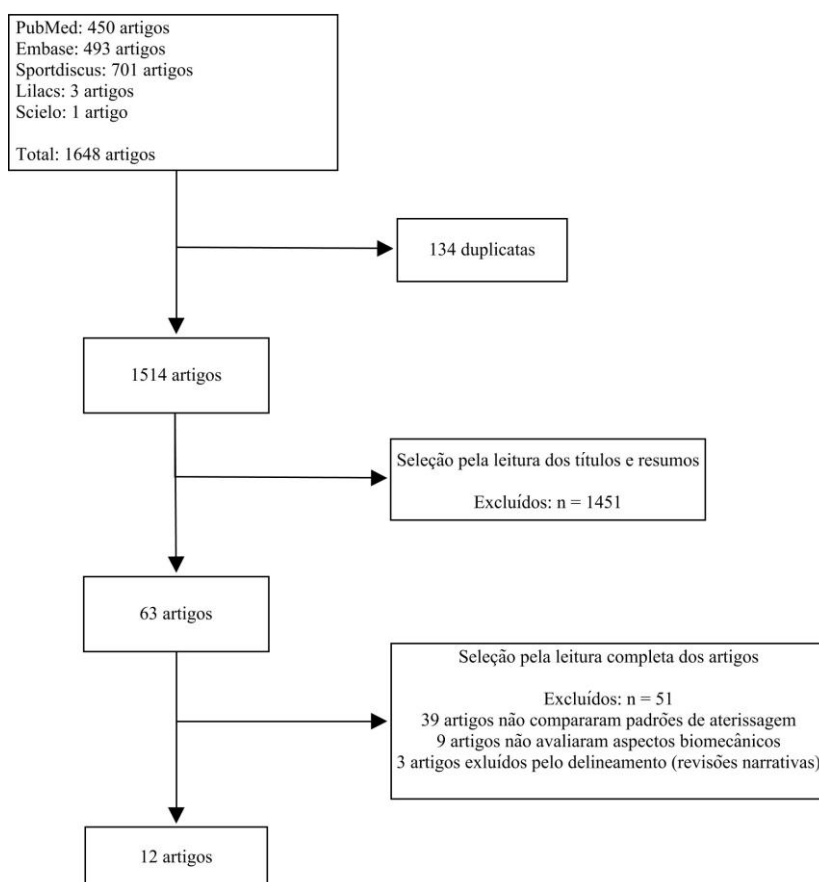 PubMed: 450 artigos
Embase: 493 artigos
Sportdiscus: 701 artigos
Lilacs: 3 artigos
Scielo: 1 artigo
Total: 1648 artigos
134 duplicatas
1514 artigos
Seleção pela leitura dos títulos e resumos
Excluídos: n = 1451
63 artigos
Seleção pela leitura completa dos artigos
Excluídos: n = 51
39 artigos não compararam padrões de aterissagem
9 artigos não avaliaram aspectos biomecânicos
3 artigos exluídos pelo delineamento (revisões narrativas)
12 artigos